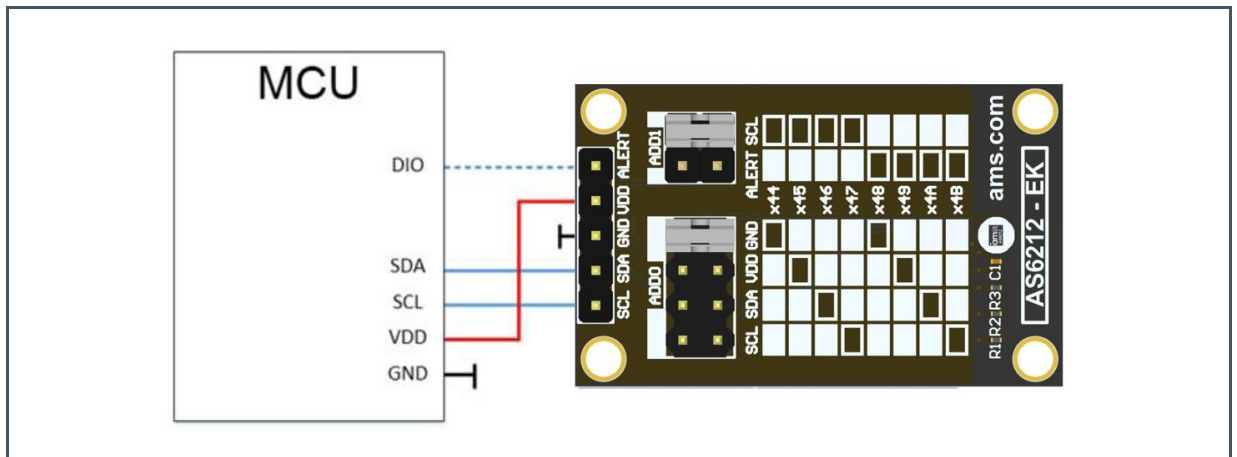 MCU
DIO
SDA
SCL
VDD
GND
ALERT
VDD
GND
SDA
SCL
ADD1
ADD0
SCL
ALERT
x44
x45
x46
x47
x48
x49
x4A
x4B
GND
VDD
SDA
SCL
ams.com
C1
R3
R2
R1
AS6212 - EK